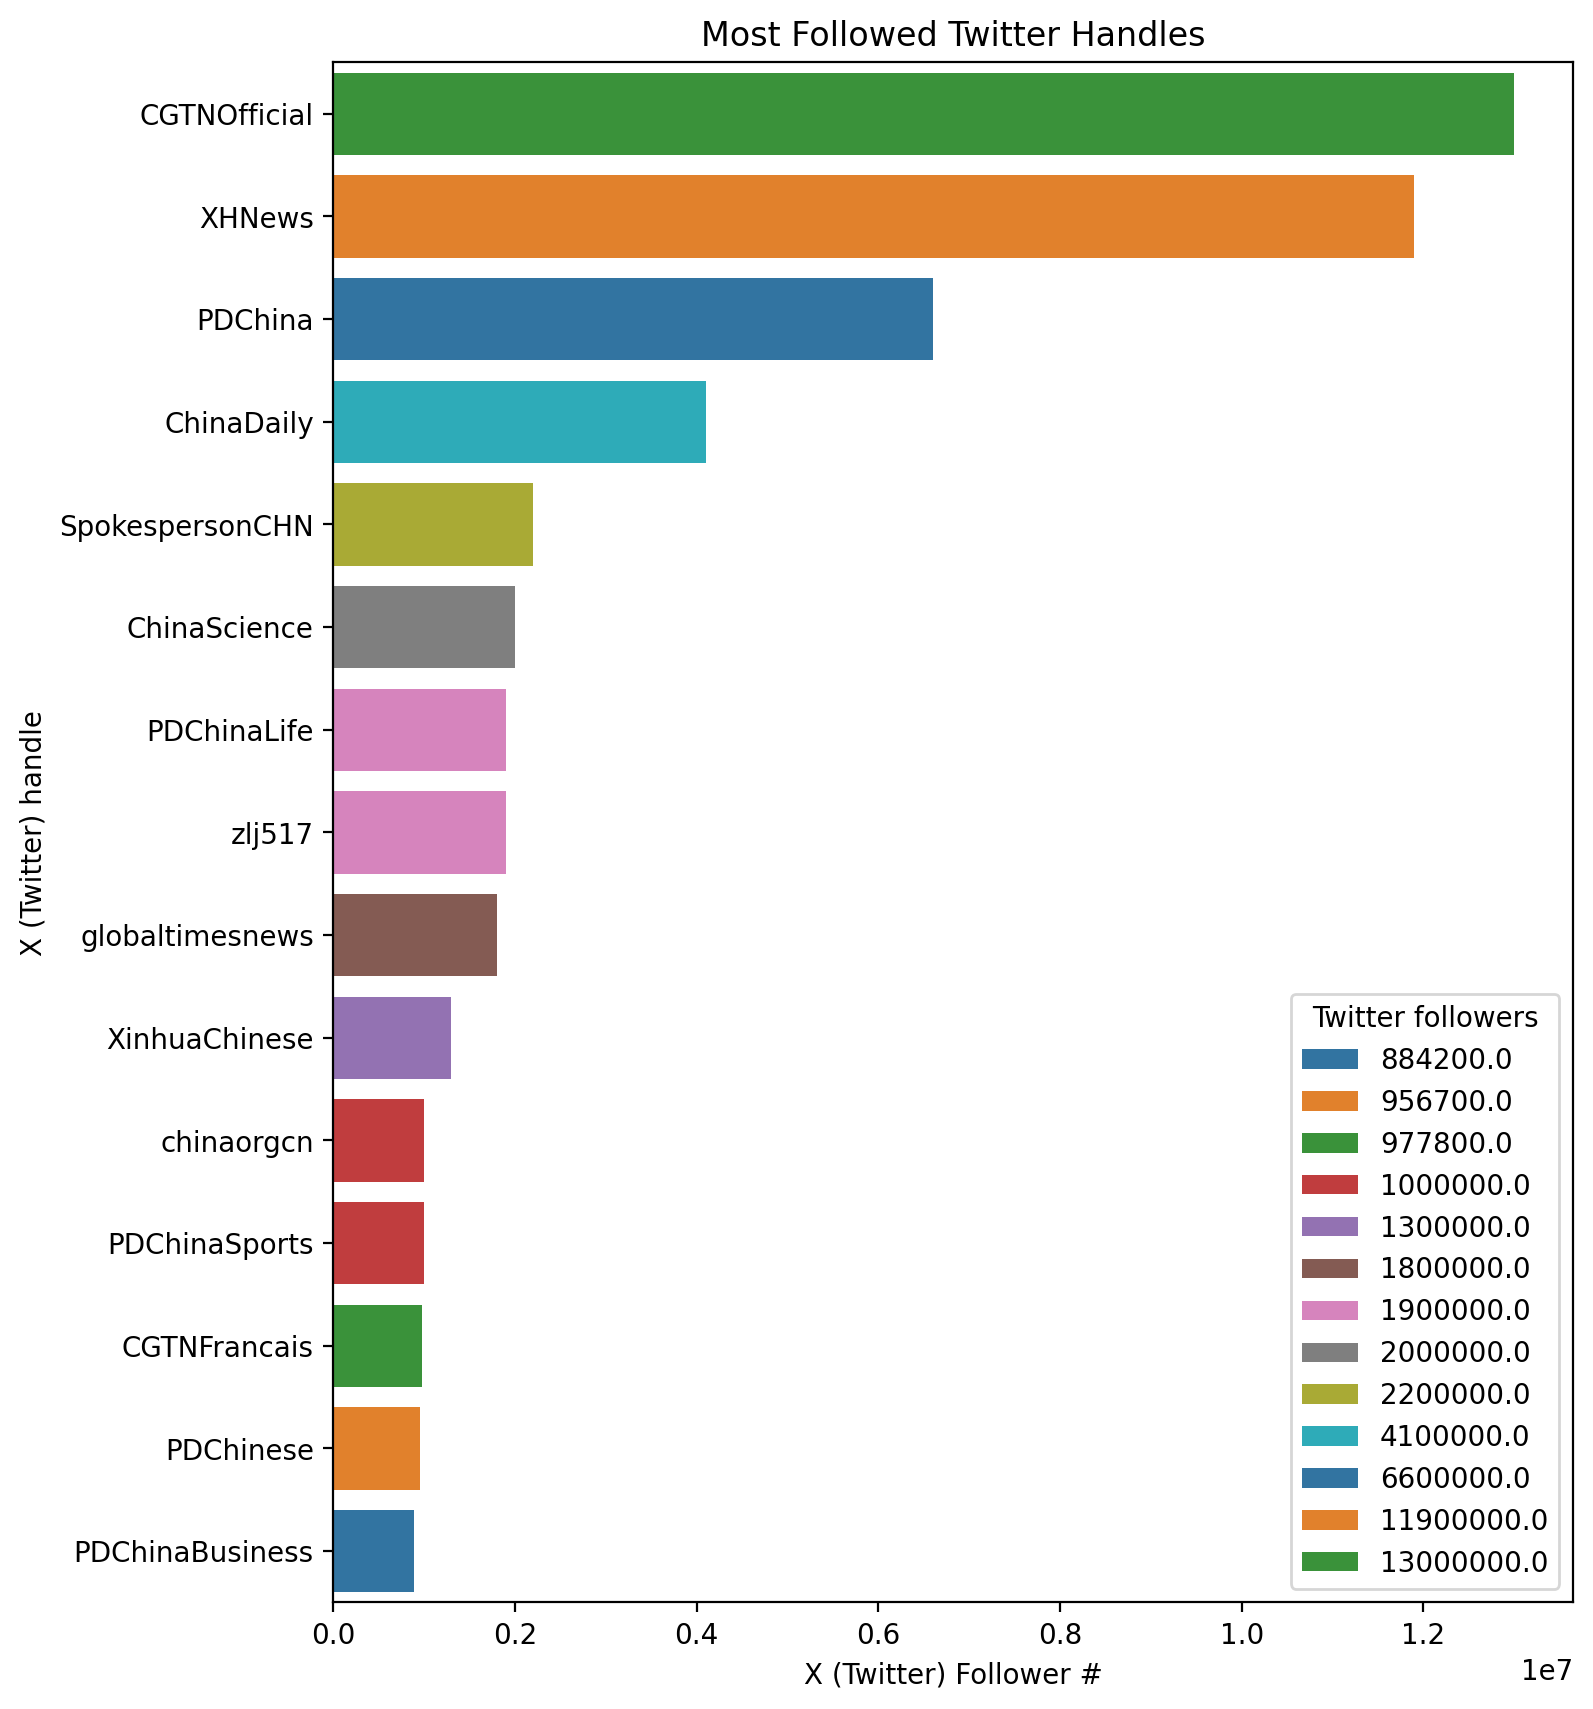 Most Followed Twitter Handles
X (Twitter) handle
CGTNOfficial
XHNews
PDChina
ChinaDaily
SpokespersonCHN
ChinaScience
PDChinaLife
zlj517
globaltimesnews
XinhuaChinese
chinaorgcn
PDChinaSports
CGTNFrancais
PDChinese
PDChinaBusiness
Twitter followers
884200.0
956700.0
977800.0
1000000.0
1300000.0
1800000.0
1900000.0
2000000.0
2200000.0
4100000.0
6600000.0
11900000.0
13000000.0
0.0 0.2 0.4 0.6 0.8 1.0 1.2
1e7
X (Twitter) Follower #